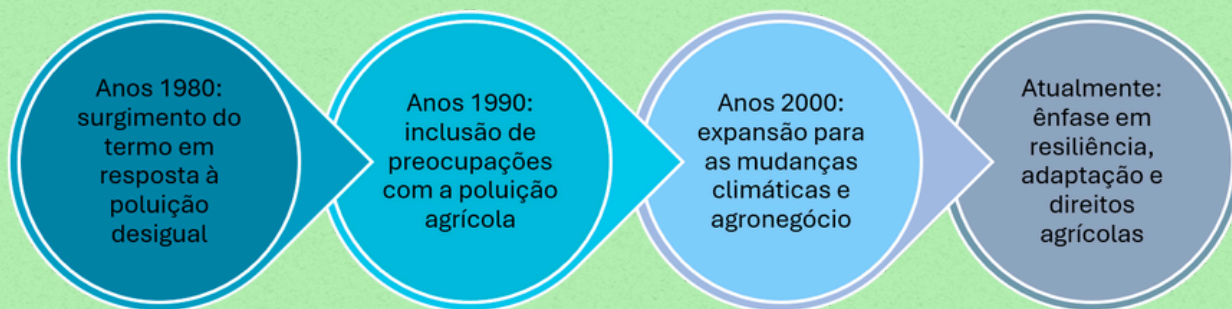 Anos 1980:
surgimento do
termo em
resposta à
poluição
desigual
Anos 1990:
inclusão de
preocupações
com a poluição
agrícola
Anos 2000:
expansão para
as mudanças
climáticas e
agronegócio
Atualmente:
ênfase em
resiliência,
adaptação e
direitos
agrícolas